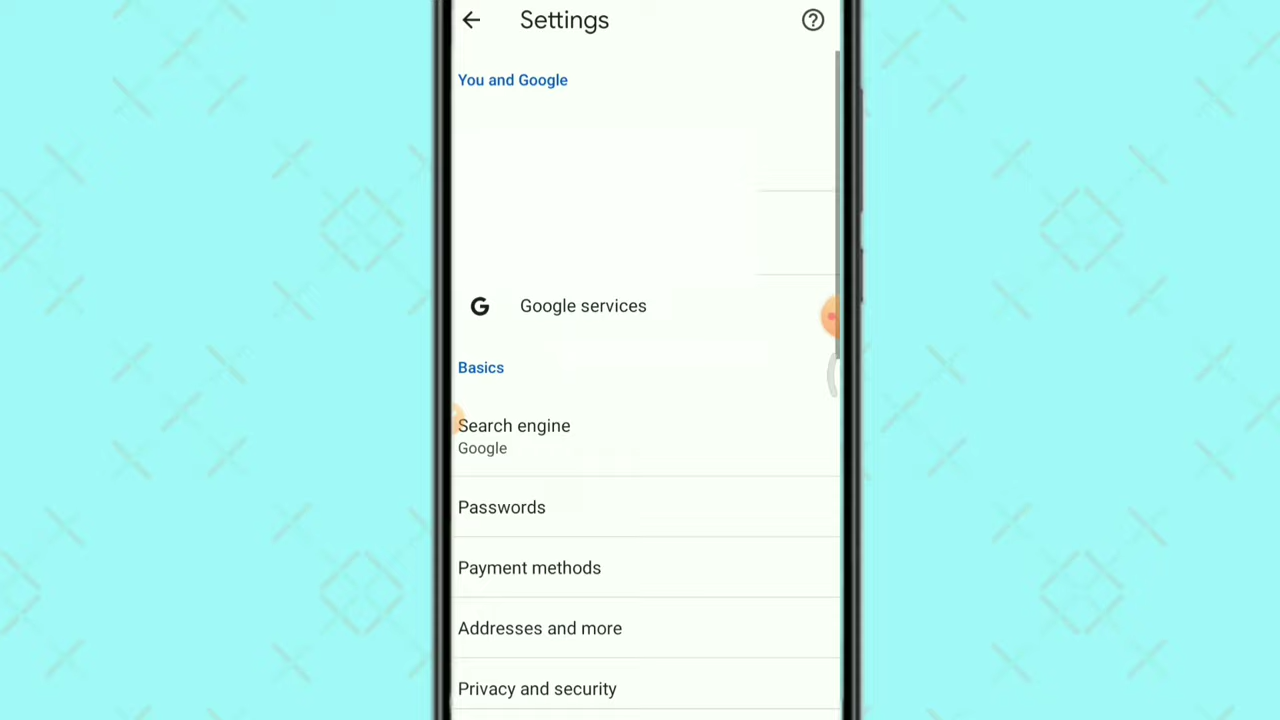 Settings
You and Google
Google services
Basics
Search engine
Google
Passwords
Payment methods
Addresses and more
Privacy and security